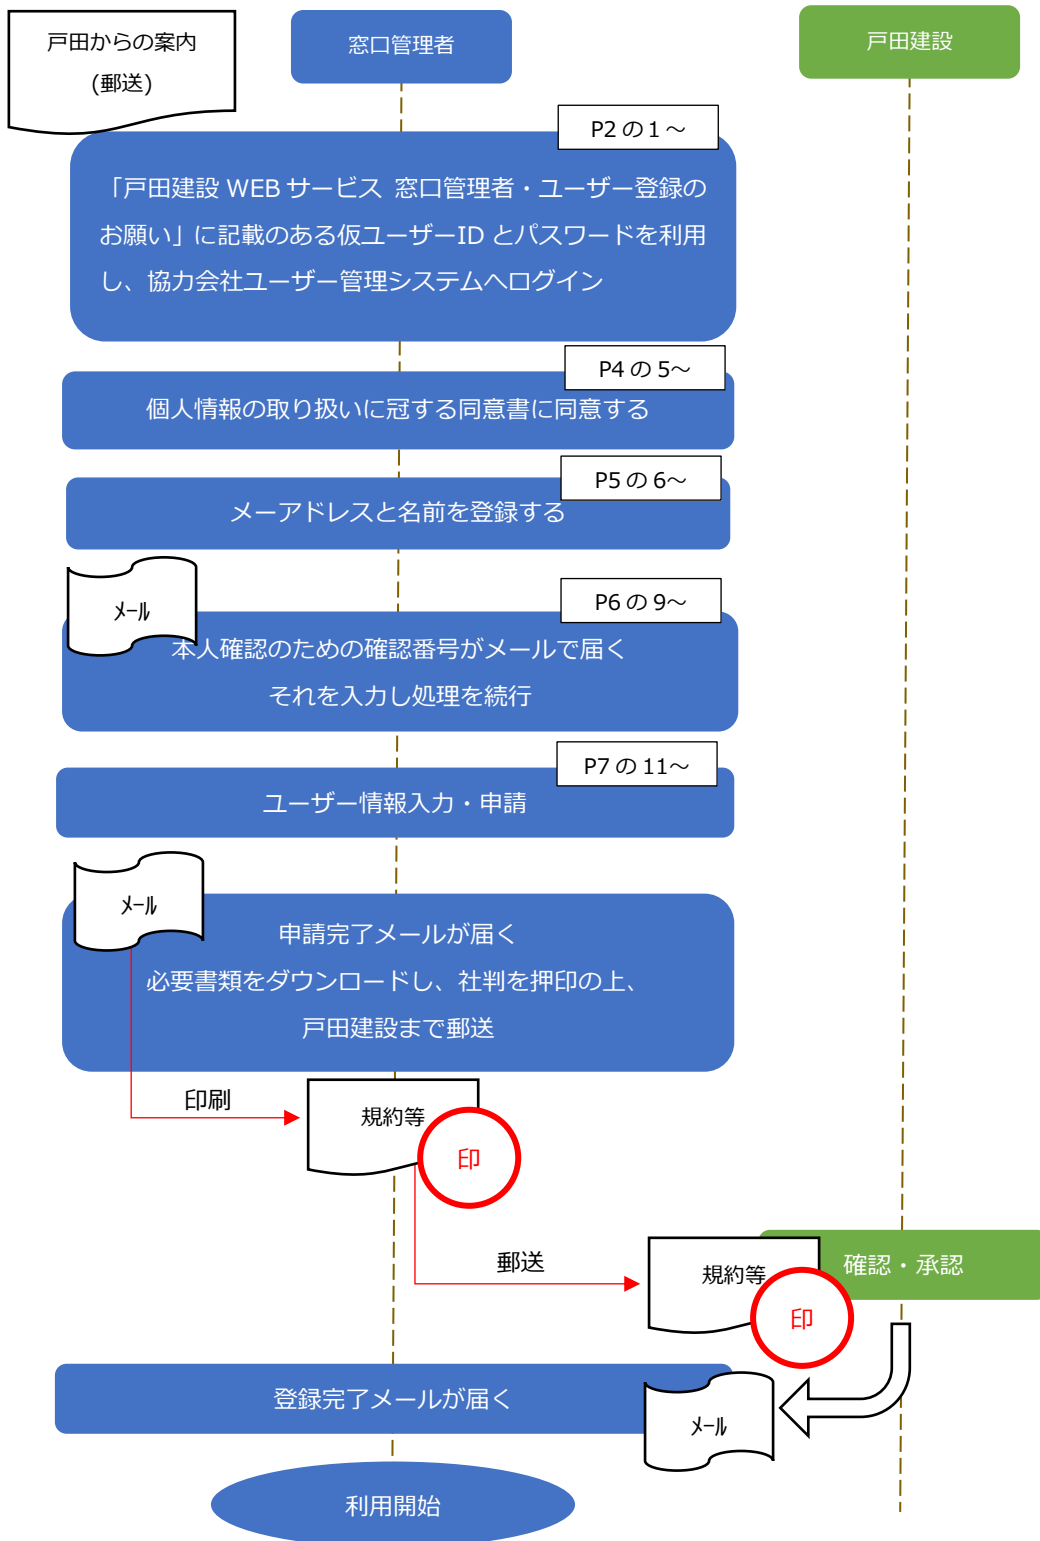 戸田からの案内
(郵送)
窓口管理者
戸田建設
P2 の 1～
「戸田建設 WEB サービス 窓口管理者・ユーザー登録の
お願い」に記載のある仮ユーザーID とパスワードを利用
し、協力会社ユーザー管理システムへログイン
P4 の 5～
個人情報の取り扱いに冠する同意書に同意する
P5 の 6～
メーアドレスと名前を登録する
メール
P6 の 9～
本人確認のための確認番号がメールで届く
それを入力し処理を続行
P7 の 11～
ユーザー情報入力・申請
メール
申請完了メールが届く
必要書類をダウンロードし、社判を押印の上、
戸田建設まで郵送
印刷
規約等
印
郵送
規約等
印
確認・承認
登録完了メールが届く
メール
利用開始